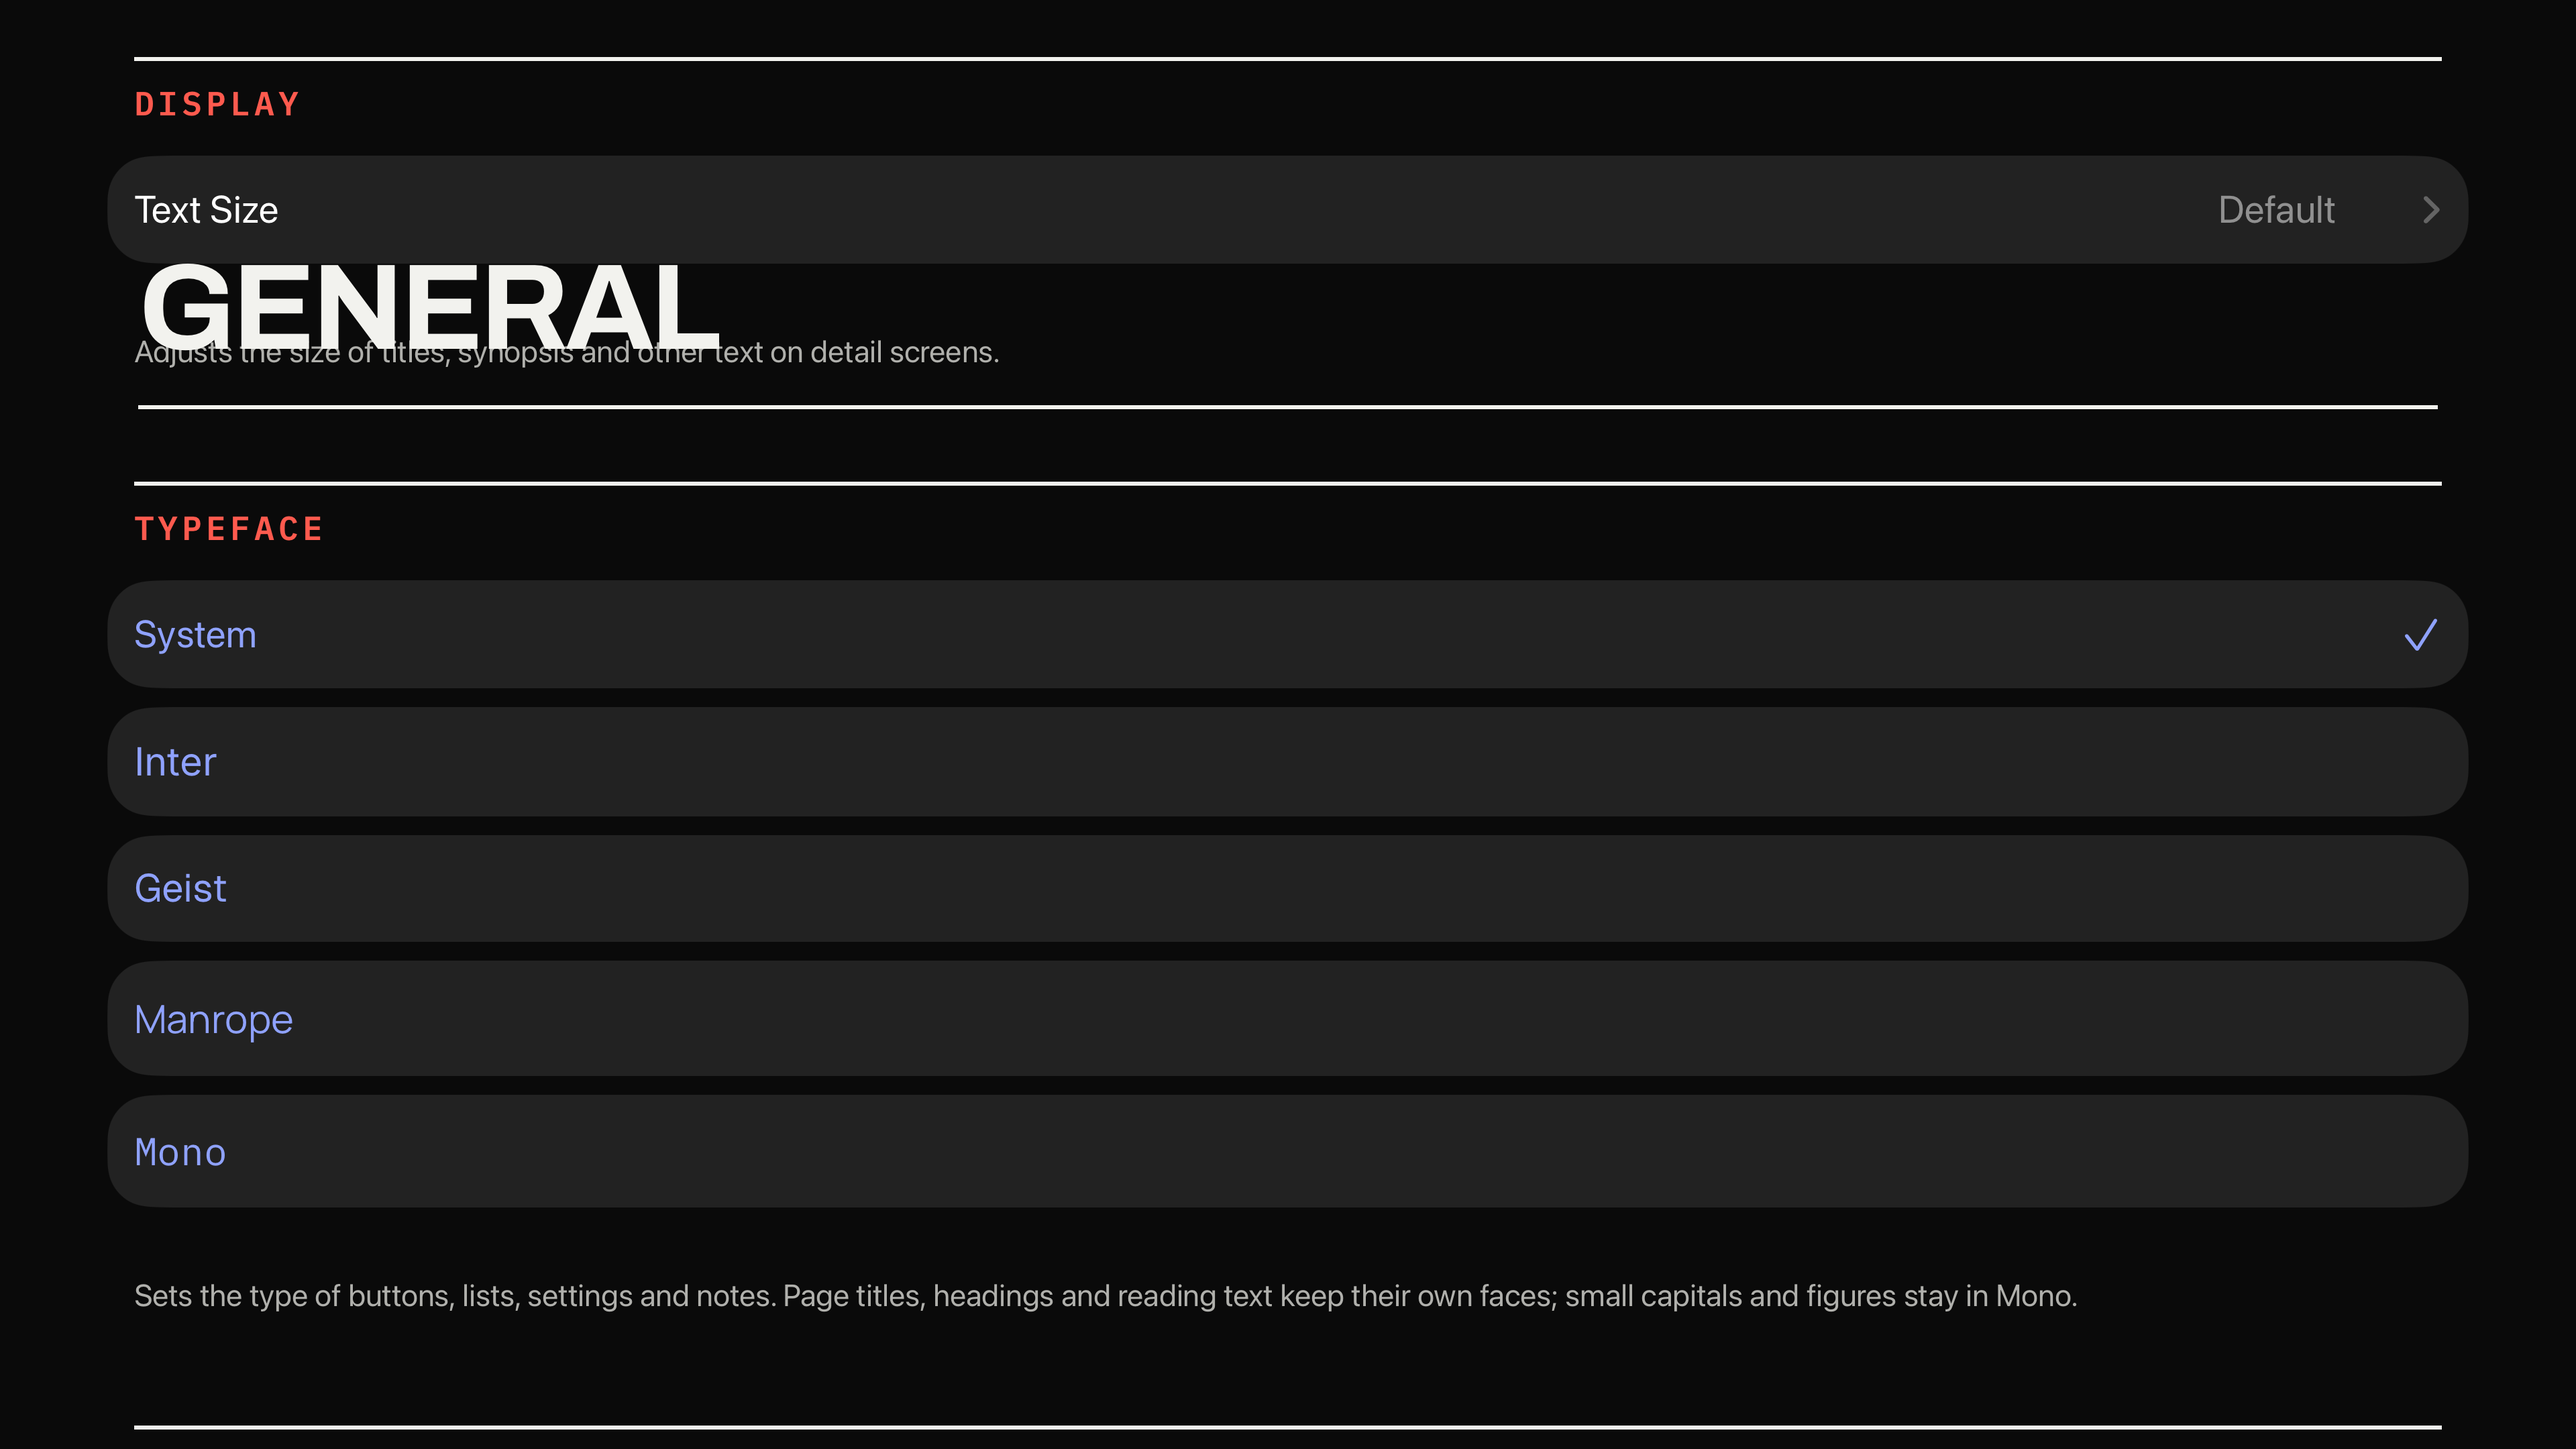 DISPLAY
Text Size Default
GENERAL
Adjusts the size of titles, synopsis and other text on detail screens.
TYPEFACE
System
Inter
Geist
Manrope
Mono
Sets the type of buttons, lists, settings and notes. Page titles, headings and reading text keep their own faces; small capitals and figures stay in Mono.